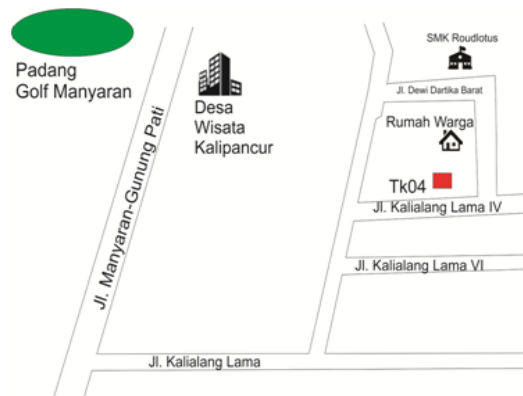 SMK Roudlotus
Padang
Golf Manyaran
Jl. Dewi Dartika Barat
Desa
Wisata
Kalipancur
Rumah Warga
Tk04
Jl. Kalialang Lama IV
Jl. Manyaran-Gunung Pati
Jl. Kalialang Lama VI
Jl. Kalialang Lama